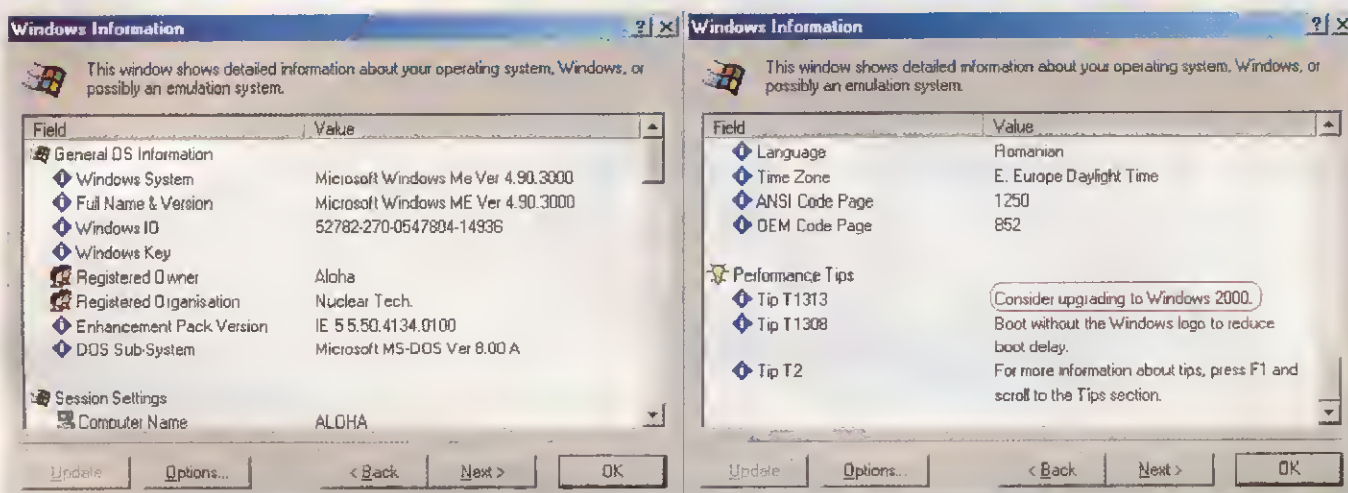 Windows Information
This window shows detailed information about your operating system, Windows, or
possibly an emulation system.
Field Value
General OS Information
Windows System Microsoft Windows Me Ver 4.90.3000
Full Name & Version Microsoft Windows ME Ver 4.90.3000
Windows ID 52782-270-0547804-14936
Windows Key
Registered Owner Aloha
Registered Organisation Nuclear Tech.
Enhancement Pack Version IE 5 5.50.4134.0100
DOS Sub-System Microsoft MS-DOS Ver 8.00 A
Session Settings
Computer Name ALOHA
Update Options... < Back Next > OK
Windows Information
This window shows detailed information about your operating system, Windows, or
possibly an emulation system.
Field Value
Language Romanian
Time Zone E. Europe Daylight Time
ANSI Code Page 1250
OEM Code Page 852
Performance Tips
Tip T1313 Consider upgrading to Windows 2000.
Tip T1308 Boot without the Windows logo to reduce
boot delay.
Tip T2 For more information about tips, press F1 and
scroll to the Tips section.
Update Options... < Back Next > OK